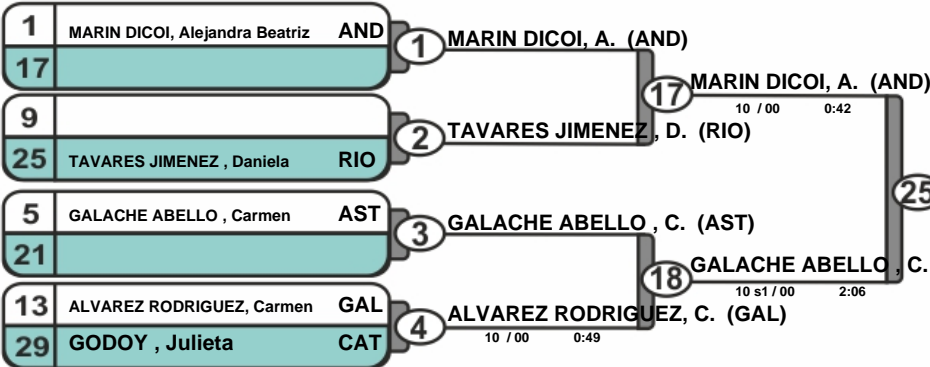 1 MARIN DICOI, Alejandra Beatriz AND
17
1
MARIN DICOI, A. (AND)
9
25 TAVARES JIMENEZ , Daniela RIO
2
TAVARES JIMENEZ , D. (RIO)
17
MARIN DICOI, A. (AND)
10 / 00 0:42
5 GALACHE ABELLO , Carmen AST
21
3
GALACHE ABELLO , C. (AST)
13 ALVAREZ RODRIGUEZ, Carmen GAL
29 GODOY , Julieta CAT
4
ALVAREZ RODRIGUEZ, C. (GAL)
10 / 00 0:49
18
GALACHE ABELLO , C.
10 s1 / 00 2:06
25